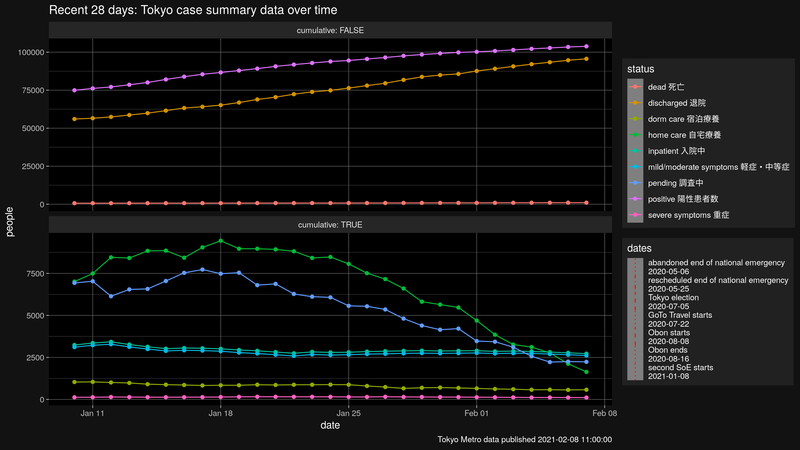 Recent 28 days: Tokyo case summary data over time
cumulative: FALSE
100000
75000
50000
25000
0
cumulative: TRUE
7500
5000
2500
0
people
Jan 11
Jan 18
Jan 25
Feb 01
Feb 08
date
status
dead 死亡
discharged 退院
dorm care 宿泊療養
home care 自宅療養
inpatient 入院中
mild/moderate symptoms 軽症・中等症
pending 調査中
positive 陽性患者数
severe symptoms 重症
dates
abandoned end of national emergency
2020-05-06
rescheduled end of national emergency
2020-05-25
Tokyo election
2020-07-05
GoTo Travel starts
2020-07-22
Obon starts
2020-08-08
Obon ends
2020-08-16
second SoE starts
2021-01-08
Tokyo Metro data published 2021-02-08 11:00:00